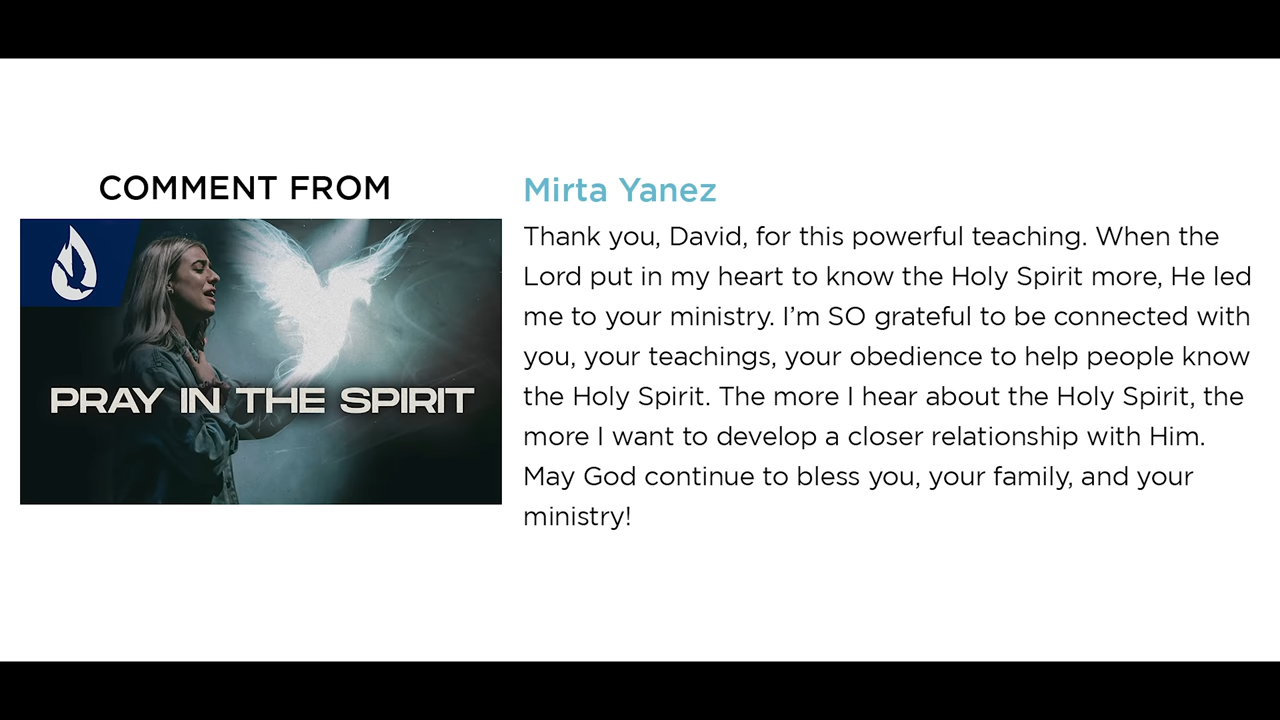 COMMENT FROM
PRAY IN THE SPIRIT
Mirta Yanez
Thank you, David, for this powerful teaching. When the
Lord put in my heart to know the Holy Spirit more, He led
me to your ministry. I’m SO grateful to be connected with
you, your teachings, your obedience to help people know
the Holy Spirit. The more I hear about the Holy Spirit, the
more I want to develop a closer relationship with Him.
May God continue to bless you, your family, and your
ministry!